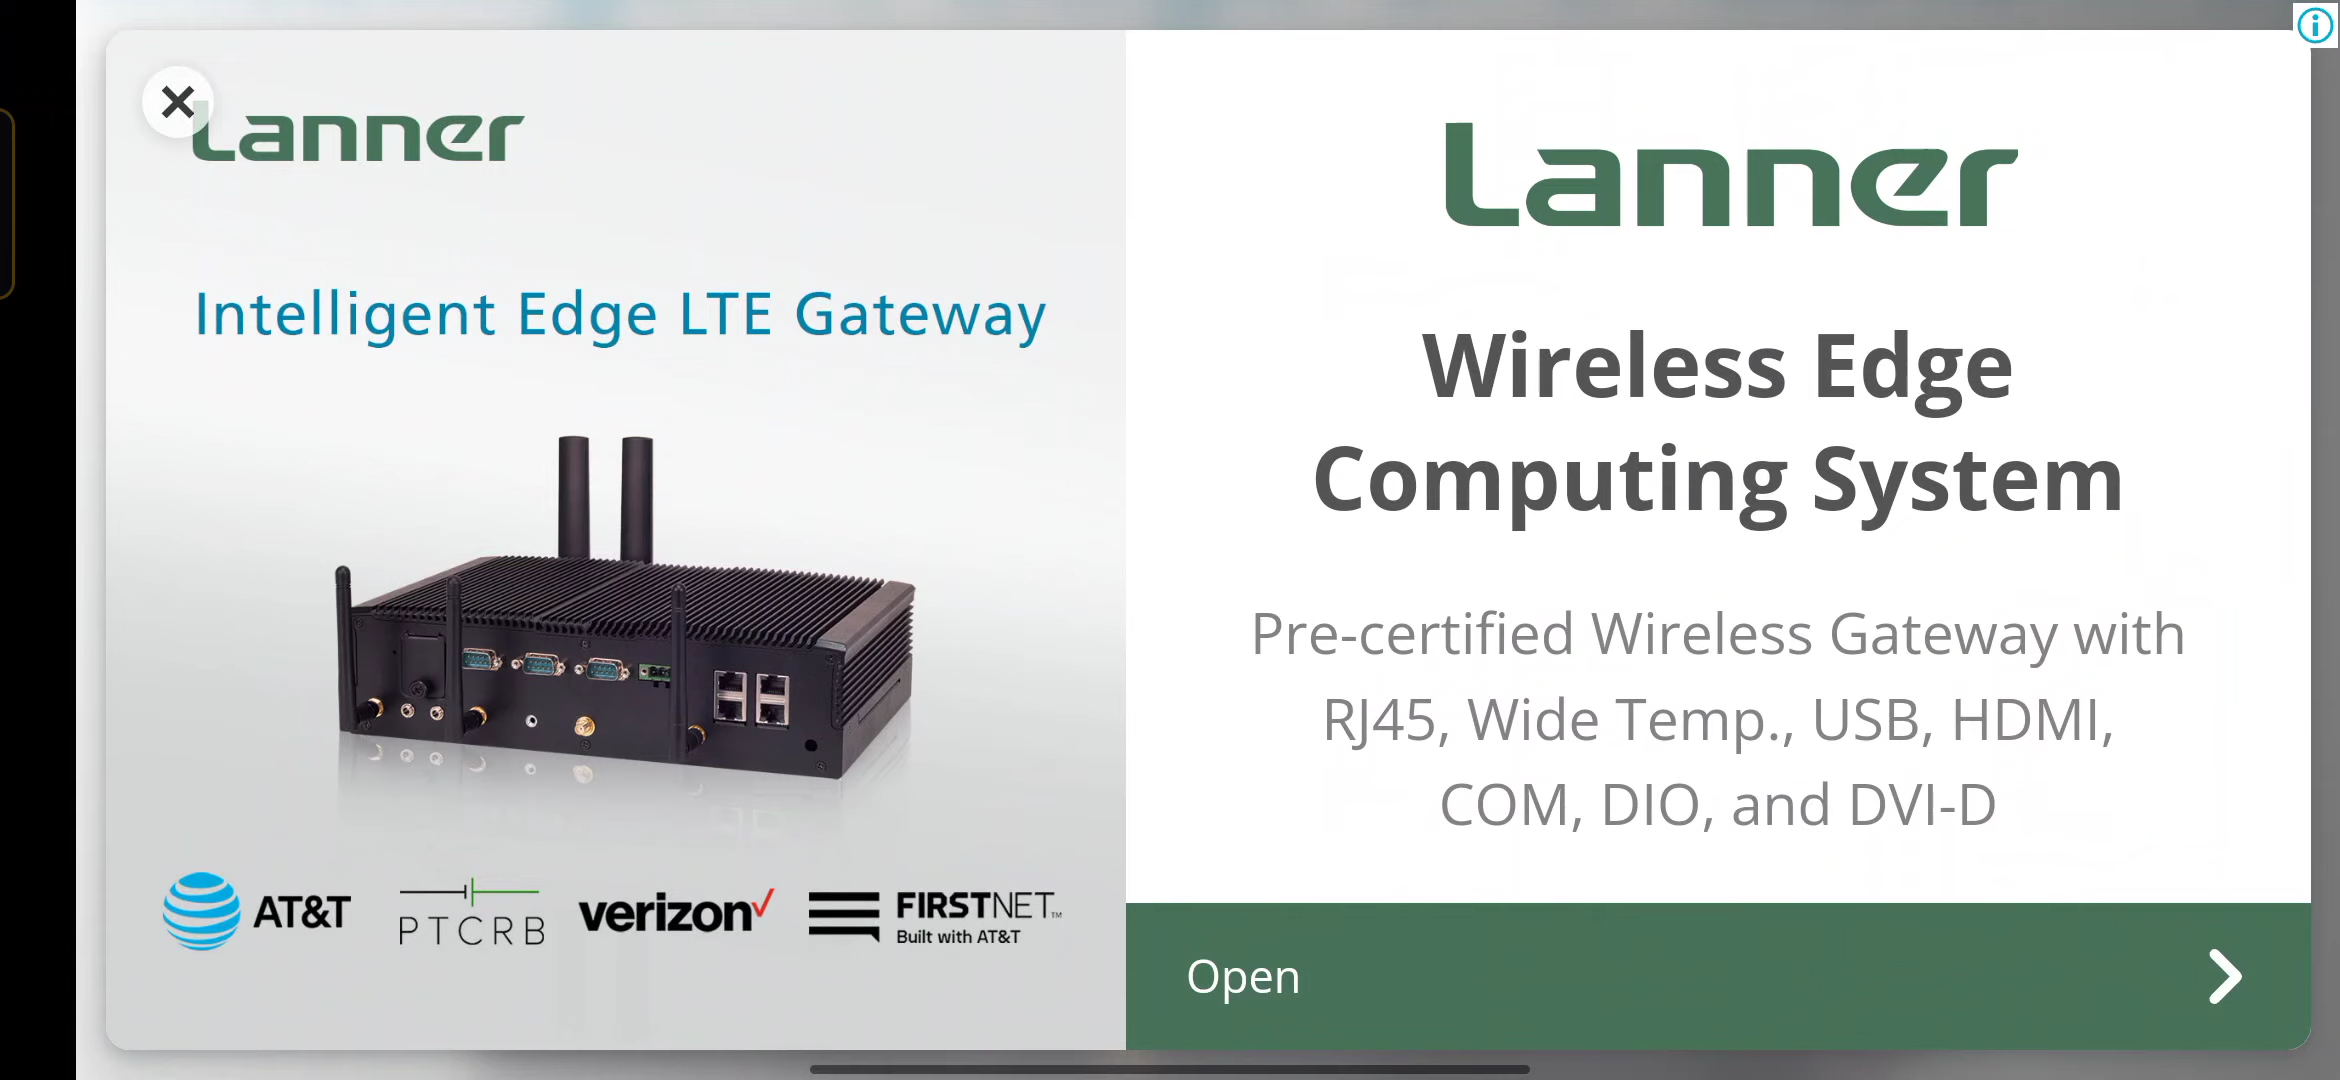 Lanner
Intelligent Edge LTE Gateway
AT&T
PTCRB
verizon
FIRSTNET™
Built with AT&T
Lanner
Wireless Edge
Computing System
Pre-certified Wireless Gateway with
RJ45, Wide Temp., USB, HDMI,
COM, DIO, and DVI-D
Open